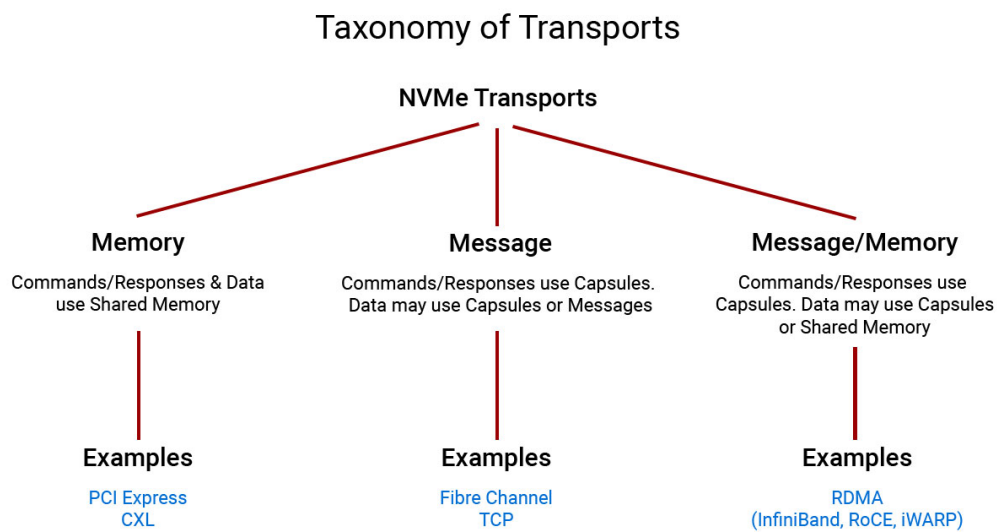 Taxonomy of Transports
NVMe Transports
Memory
Commands/Responses & Data
use Shared Memory
Examples
PCI Express
CXL
Message
Commands/Responses use Capsules.
Data may use Capsules or Messages
Examples
Fibre Channel
TCP
Message/Memory
Commands/Responses use
Capsules. Data may use Capsules
or Shared Memory
Examples
RDMA
(InfiniBand, RoCE, iWARP)